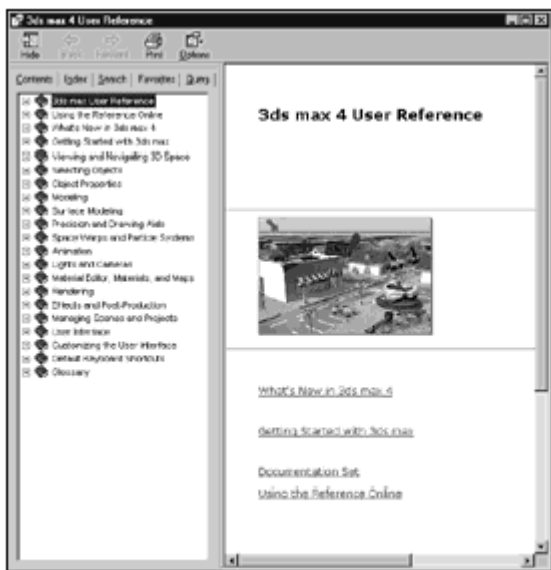 3ds max 4 User Reference
Hide Back Forward Print Options
Contents Index Search Favorites Query
3ds max User Reference
Using the Reference Online
What's New in 3ds max 4
Getting Started with 3ds max
Viewing and Navigating 3D Space
Selecting Objects
Object Properties
Modeling
Surface Modeling
Precision and Drawing Aids
Space Warps and Particle Systems
Animation
Lights and Cameras
Material Editor, Materials, and Maps
Rendering
Effects and Post-Production
Managing Scenes and Projects
User Interface
Customizing the User Interface
Default Keyboard Shortcuts
Glossary
3ds max 4 User Reference
What's New in 3ds max 4
Getting Started with 3ds max
Documentation Set
Using the Reference Online